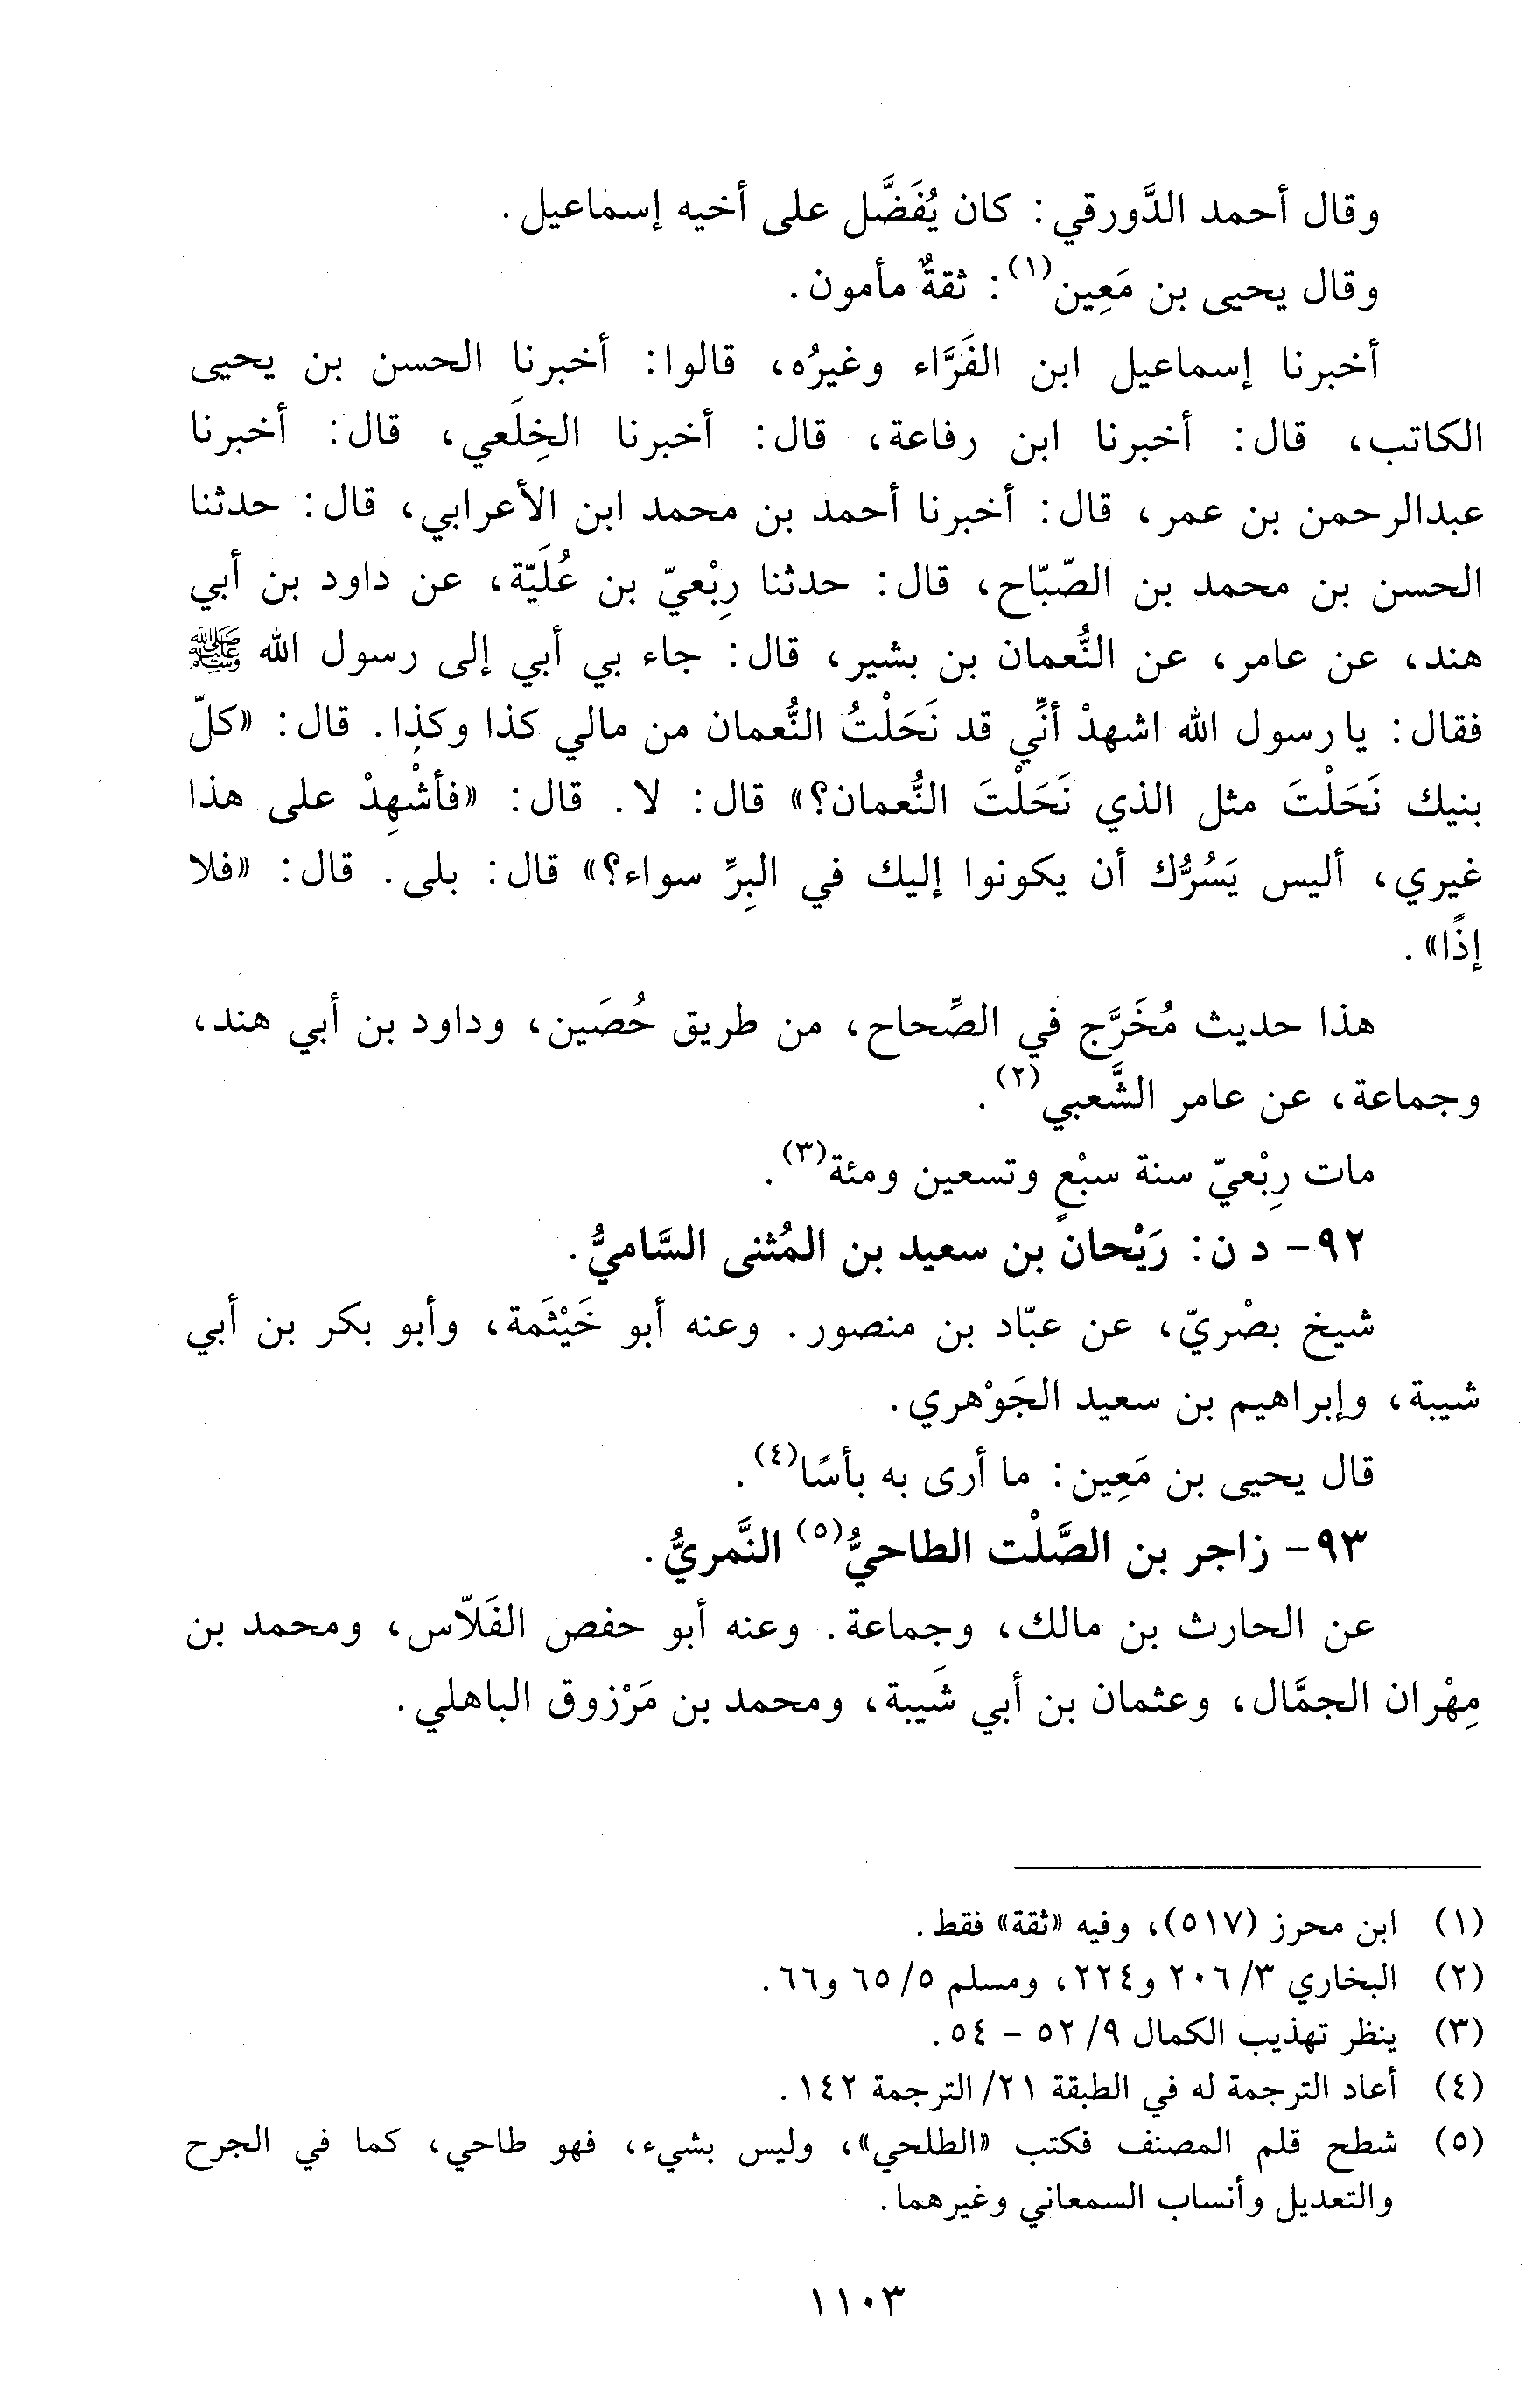 وقال أحمد الدَّورقي: كان يُفَضَّل على أخيه إسماعيل.
وقال يحيى بن مَعِين(١): ثقةٌ مأمون.
أخبرنا إسماعيل ابن الفَرَّاء وغيرُه، قالوا: أخبرنا الحسن بن يحيى
الكاتب، قال: أخبرنا ابن رفاعة، قال: أخبرنا الخِلَعي، قال: أخبرنا
عبدالرحمن بن عمر، قال: أخبرنا أحمد بن محمد ابن الأعرابي، قال: حدثنا
الحسن بن محمد بن الصّبّاح، قال: حدثنا رِبْعيّ بن عُلَيّة، عن داود بن أبي
هند، عن عامر، عن النُّعمان بن بشير، قال: جاء بي أبي إلى رسول الله ﷺ
فقال: يا رسول الله اشهدْ أنِّي قد نَحَلْتُ النُّعمان من مالي كذا وكذا. قال: «كلّ
بنيك نَحَلْتَ مثل الذي نَحَلْتَ النُّعمان؟» قال: لا. قال: «فأشْهِدْ على هذا
غيري، أليس يَسُرُّك أن يكونوا إليك في البِرِّ سواء؟» قال: بلى. قال: «فلا
إذًا».
هذا حديث مُخَرَّج في الصِّحاح، من طريق حُصَين، وداود بن أبي هند،
وجماعة، عن عامر الشَّعبي(٢).
مات رِبْعيّ سنة سبْعٍ وتسعين ومئة(٣).
٩٢- د ن: رَيْحان بن سعيد بن المُثنى السَّاميُّ.
شيخ بصْريّ، عن عبّاد بن منصور. وعنه أبو خَيْثَمة، وأبو بكر بن أبي
شيبة، وإبراهيم بن سعيد الجَوْهري.
قال يحيى بن مَعِين: ما أرى به بأسًا(٤).
٩٣- زاجر بن الصَّلْت الطاحيُّ(٥) النَّمريُّ.
عن الحارث بن مالك، وجماعة. وعنه أبو حفص الفَلّاس، ومحمد بن
مِهْران الجمَّال، وعثمان بن أبي شَيبة، ومحمد بن مَرْزوق الباهلي.
(١) ابن محرز (٥١٧)، وفيه «ثقة» فقط.
(٢) البخاري ٣/ ٢٠٦ و٢٢٤، ومسلم ٥/ ٦٥ و٦٦.
(٣) ينظر تهذيب الكمال ٩/ ٥٢ - ٥٤.
(٤) أعاد الترجمة له في الطبقة ٢١/ الترجمة ١٤٢.
(٥) شطح قلم المصنف فكتب «الطلحي»، وليس بشيء، فهو طاحي، كما في الجرح
والتعديل وأنساب السمعاني وغيرهما.
١١٠٣